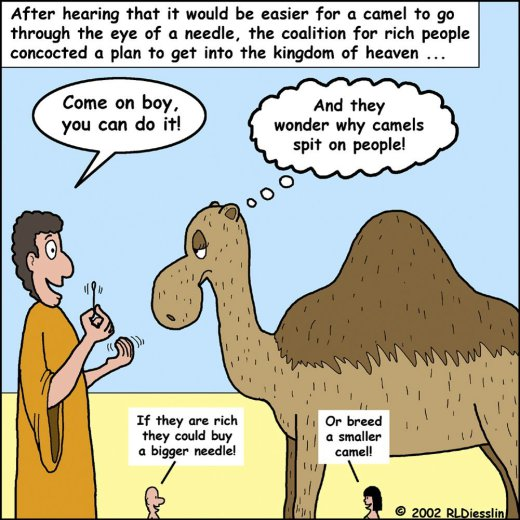 After hearing that it would be easier for a camel to go
through the eye of a needle, the coalition for rich people
concocted a plan to get into the kingdom of heaven ...
Come on boy,
you can do it!
And they
wonder why camels
spit on people!
If they are rich
they could buy
a bigger needle!
Or breed
a smaller
camel!
© 2002 RLDiesslin